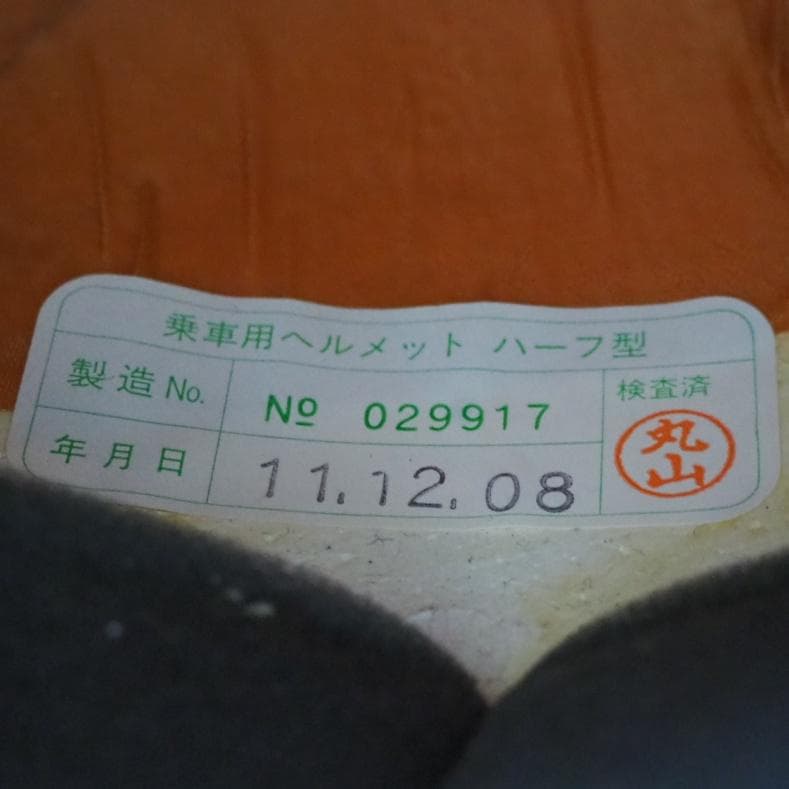 乗車用ヘルメット ハーフ型
製造No. Nº 029917
年月日 11.12.08
検査済
丸山